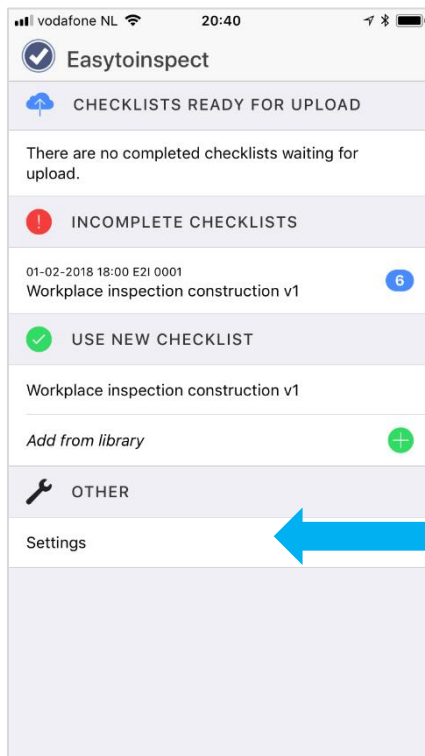 vodafone NL 20:40
Easytoinspect
CHECKLISTS READY FOR UPLOAD
There are no completed checklists waiting for
upload.
! INCOMPLETE CHECKLISTS
01-02-2018 18:00 E2I 0001
Workplace inspection construction v1
6
USE NEW CHECKLIST
Workplace inspection construction v1
Add from library
OTHER
Settings